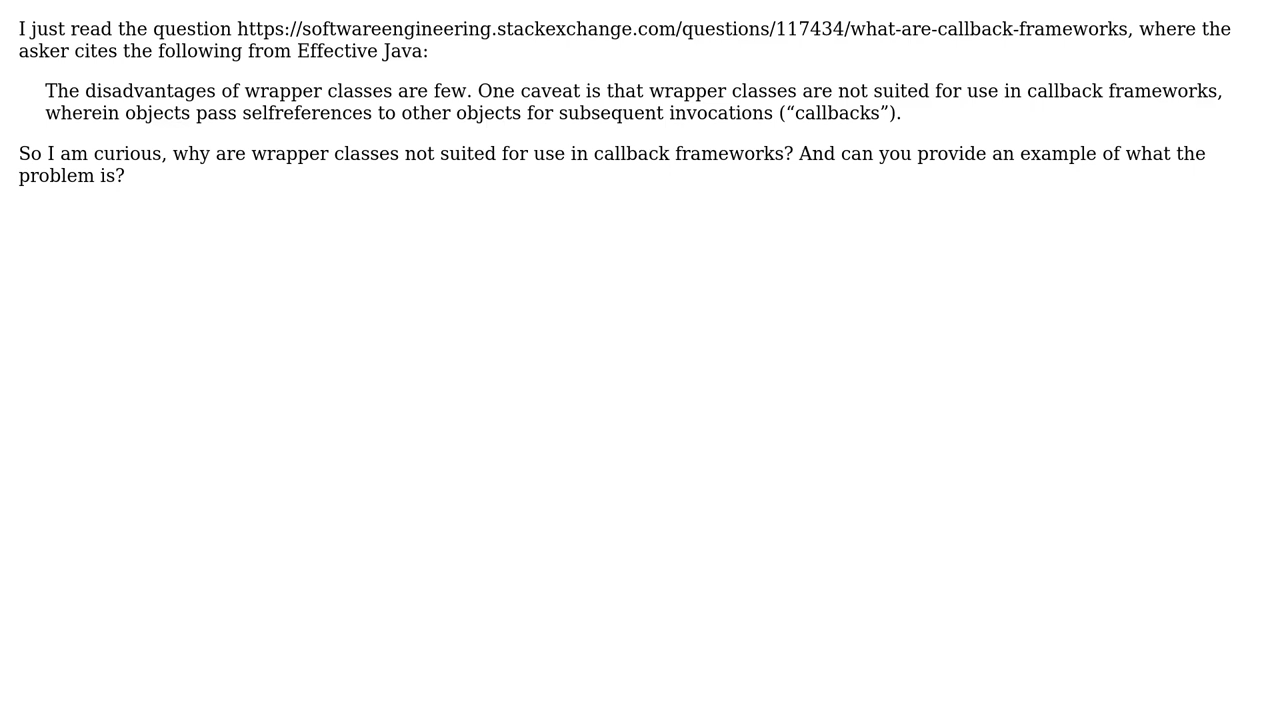 I just read the question https://softwareengineering.stackexchange.com/questions/117434/what-are-callback-frameworks, where the
asker cites the following from Effective Java:
The disadvantages of wrapper classes are few. One caveat is that wrapper classes are not suited for use in callback frameworks,
wherein objects pass selfreferences to other objects for subsequent invocations (“callbacks”).
So I am curious, why are wrapper classes not suited for use in callback frameworks? And can you provide an example of what the
problem is?